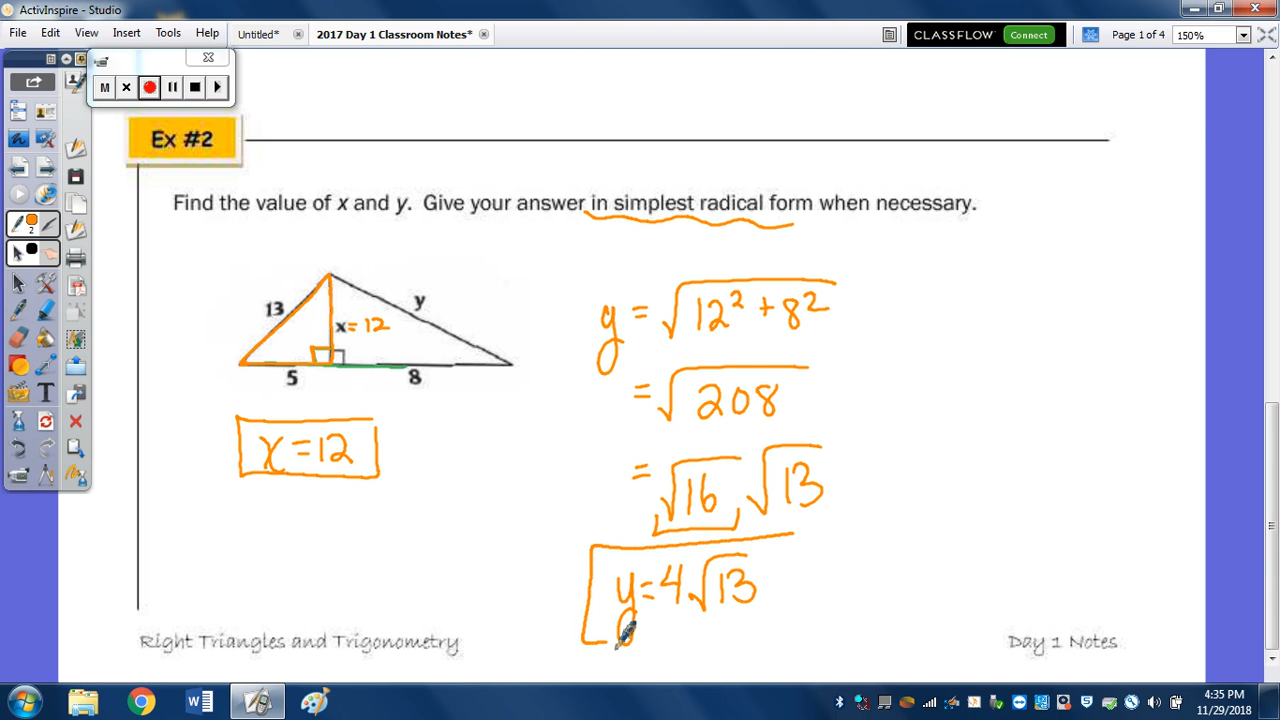 ActivInspire - Studio
File Edit View Insert Tools Help Untitled* 2017 Day 1 Classroom Notes* CLASSFLOW Connect Page 1 of 4 150%
M
Ex #2
Find the value of x and y. Give your answer in simplest radical form when necessary.
13
y
x = 12
5
8
x = 12
y = √12² + 8²
= √208
= √16 , √13
y = 4√13
Right Triangles and Trigonometry
Day 1 Notes
2
T
W
4:35 PM
11/29/2018